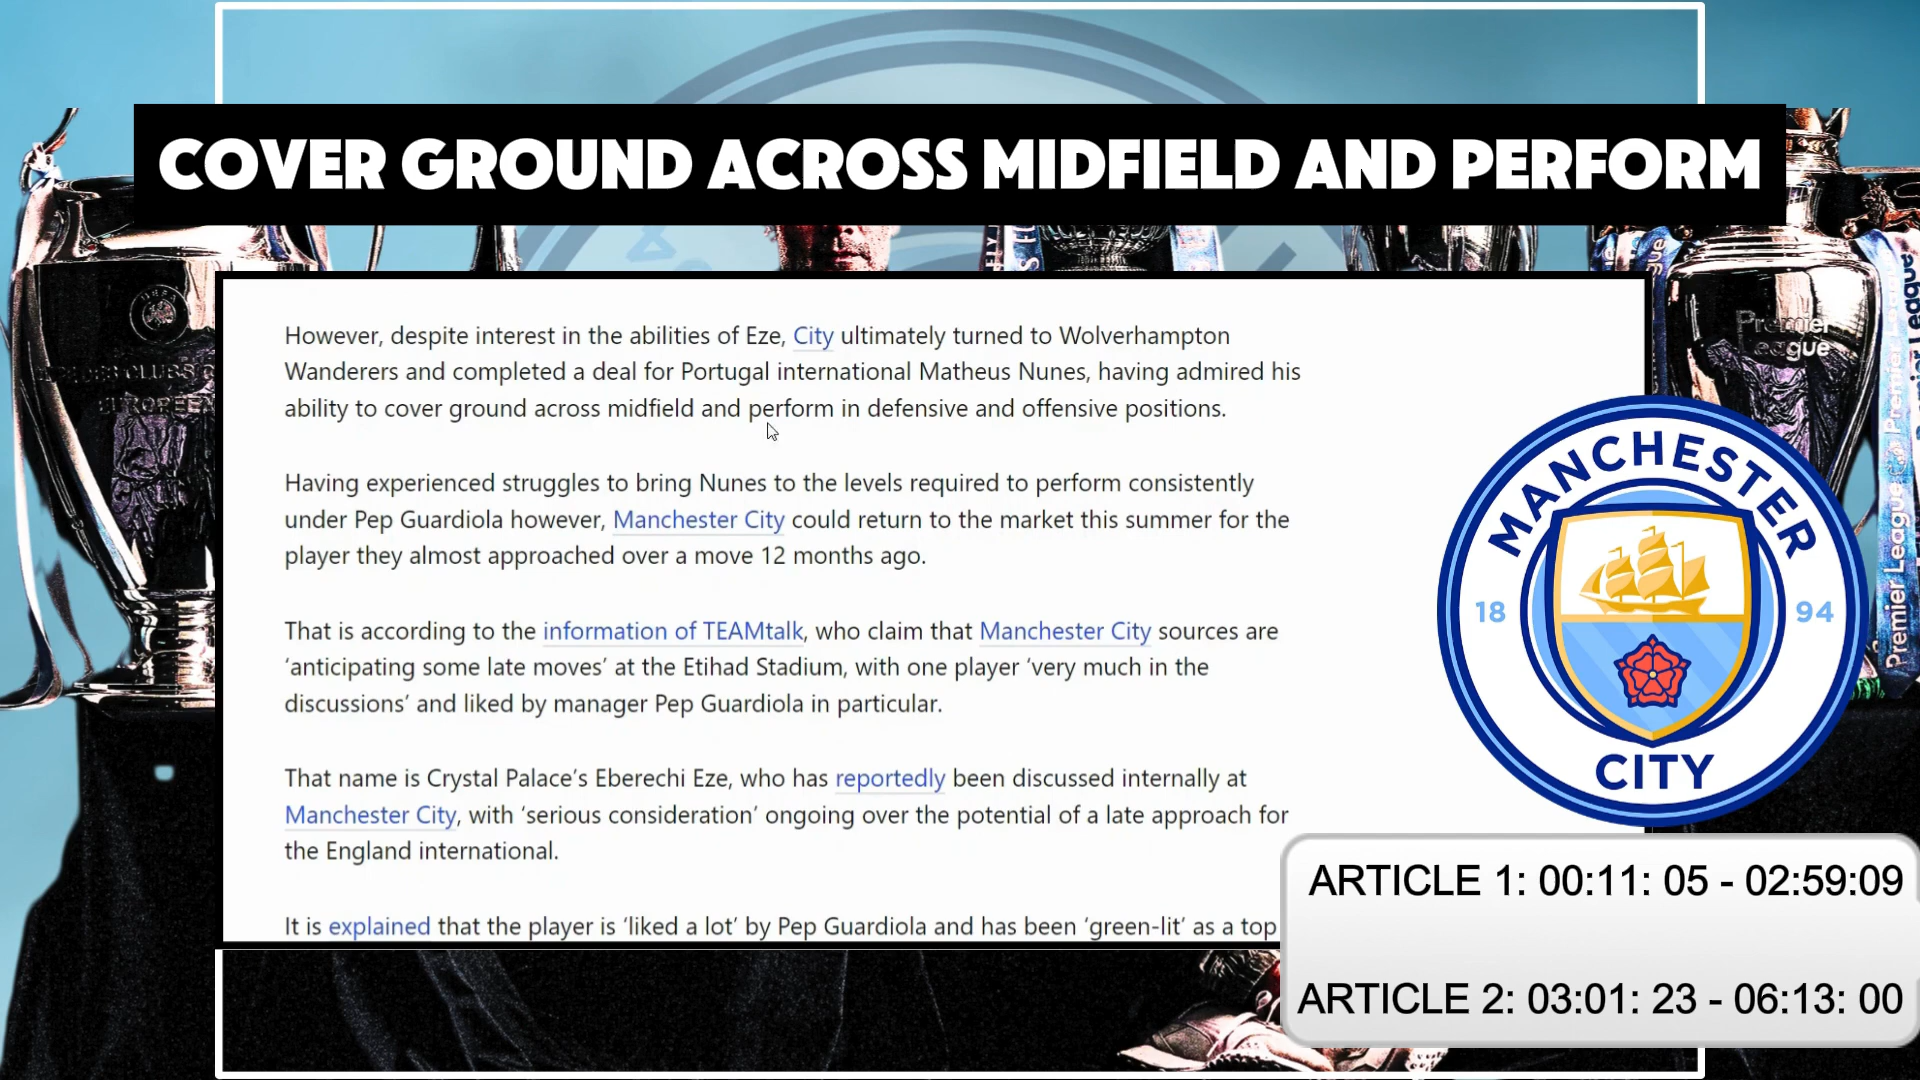 COVER GROUND ACROSS MIDFIELD AND PERFORM
However, despite interest in the abilities of Eze, City ultimately turned to Wolverhampton
Wanderers and completed a deal for Portugal international Matheus Nunes, having admired his
ability to cover ground across midfield and perform in defensive and offensive positions.
Having experienced struggles to bring Nunes to the levels required to perform consistently
under Pep Guardiola however, Manchester City could return to the market this summer for the
player they almost approached over a move 12 months ago.
That is according to the information of TEAMtalk, who claim that Manchester City sources are
‘anticipating some late moves’ at the Etihad Stadium, with one player ‘very much in the
discussions’ and liked by manager Pep Guardiola in particular.
That name is Crystal Palace’s Eberechi Eze, who has reportedly been discussed internally at
Manchester City, with ‘serious consideration’ ongoing over the potential of a late approach for
the England international.
It is explained that the player is ‘liked a lot’ by Pep Guardiola and has been ‘green-lit’ as a top
Premier
League
Premier League
MANCHESTER
18 94
CITY
ARTICLE 1: 00:11: 05 - 02:59:09
ARTICLE 2: 03:01: 23 - 06:13: 00